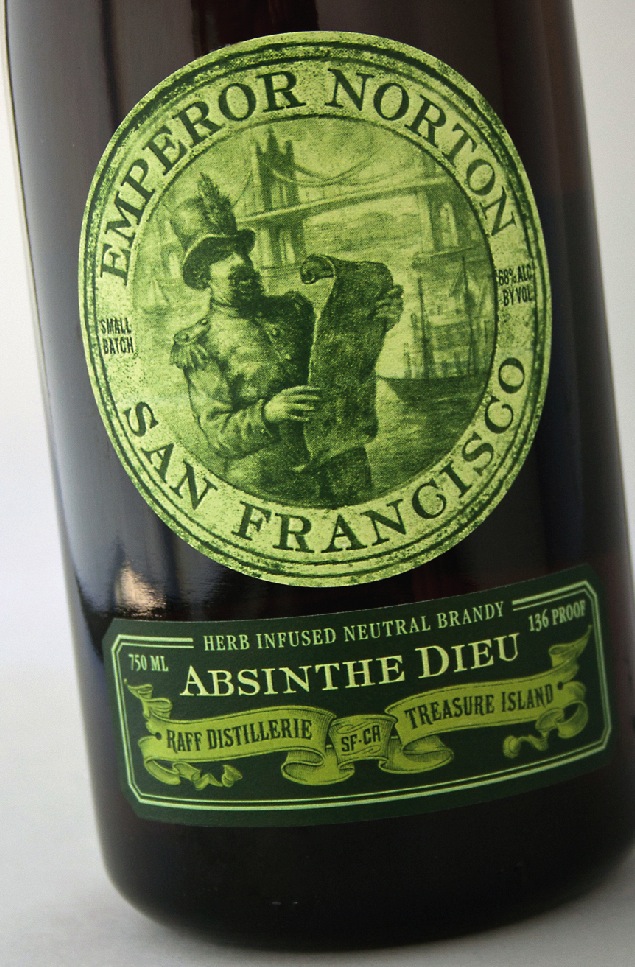 EMPEROR NORTON
SMALL
BATCH
68% ALC
BY VOL
SAN FRANCISCO
HERB INFUSED NEUTRAL BRANDY
750 ML
136 PROOF
ABSINTHE DIEU
RAFF DISTILLERIE
SF-CA
TREASURE ISLAND